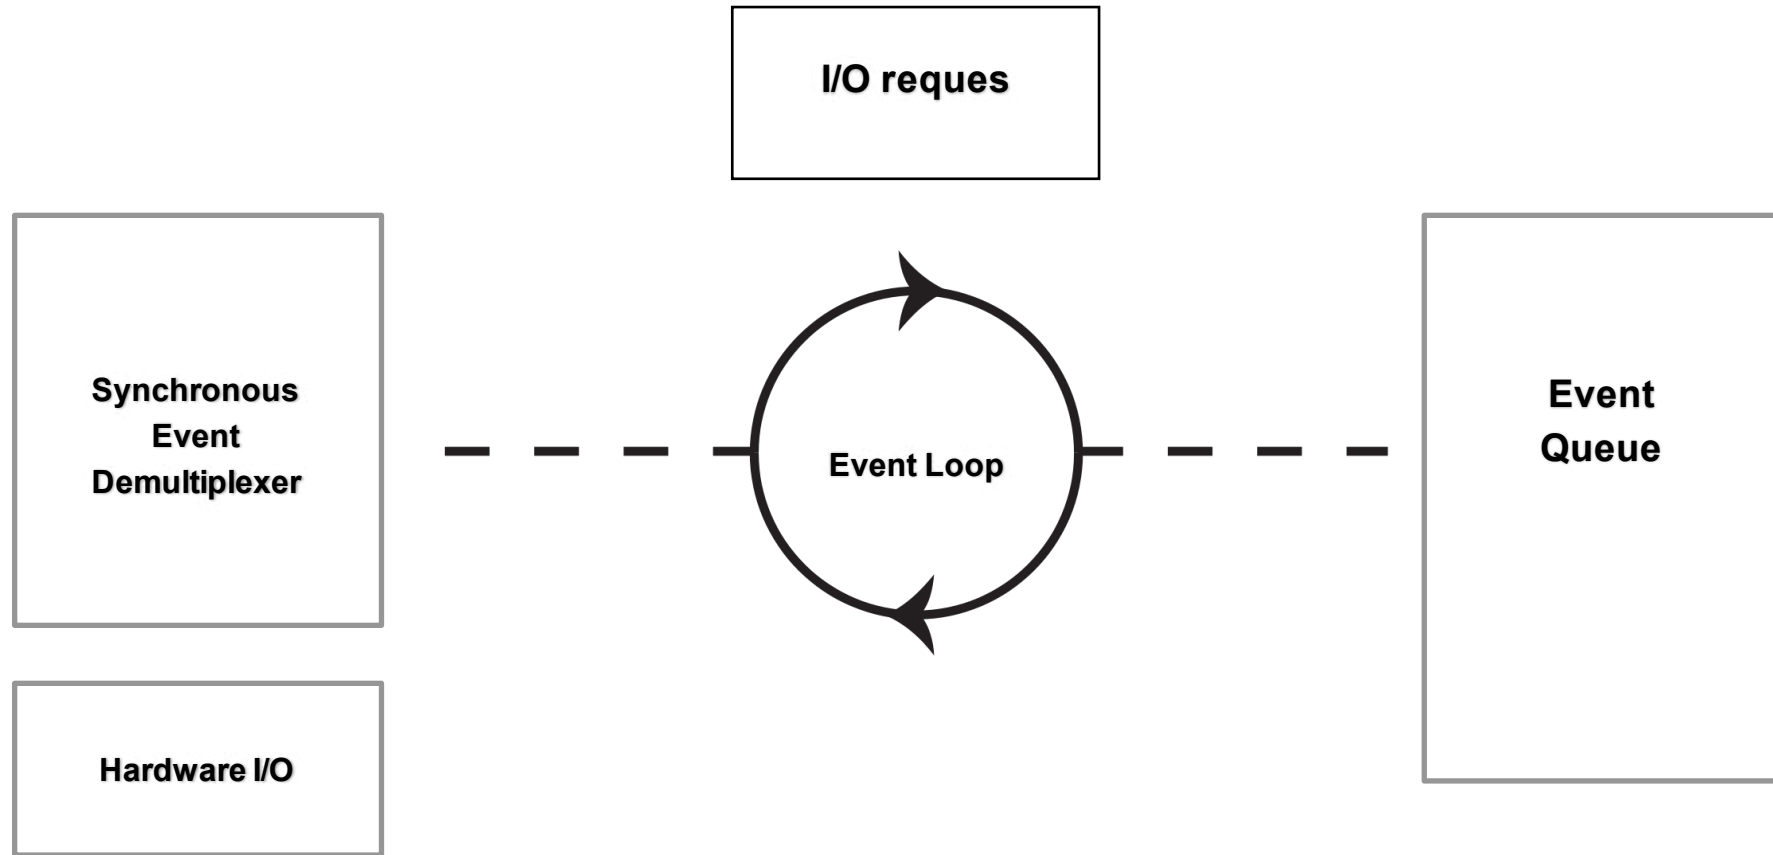 I/O reques
Synchronous
Event
Demultiplexer
Event Loop
Event
Queue
Hardware I/O